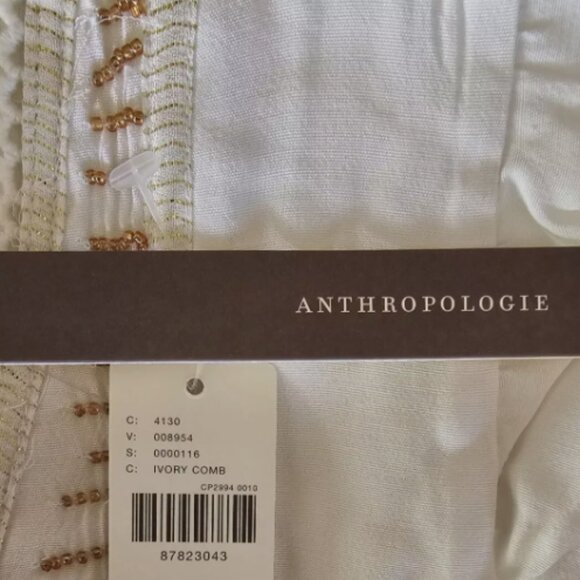 ANTHROPOLOGIE
C: 4130
V: 008954
S: 0000116
C: IVORY COMB
CP2994 0010
87823043